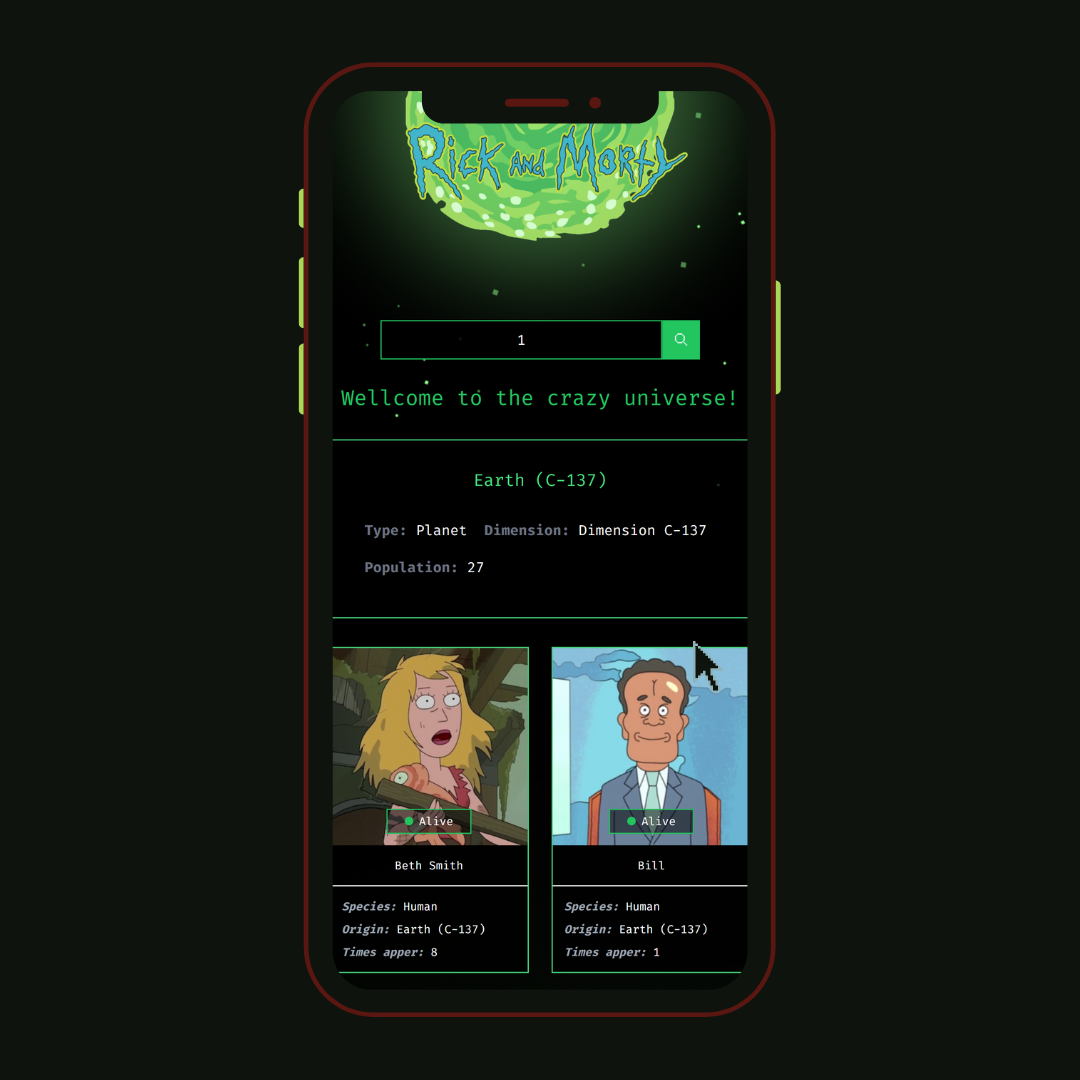 Rick and Morty
1
Wellcome to the crazy universe!
Earth (C-137)
Type: Planet Dimension: Dimension C-137
Population: 27
Alive
Beth Smith
Species: Human
Origin: Earth (C-137)
Times apper: 8
Alive
Bill
Species: Human
Origin: Earth (C-137)
Times apper: 1